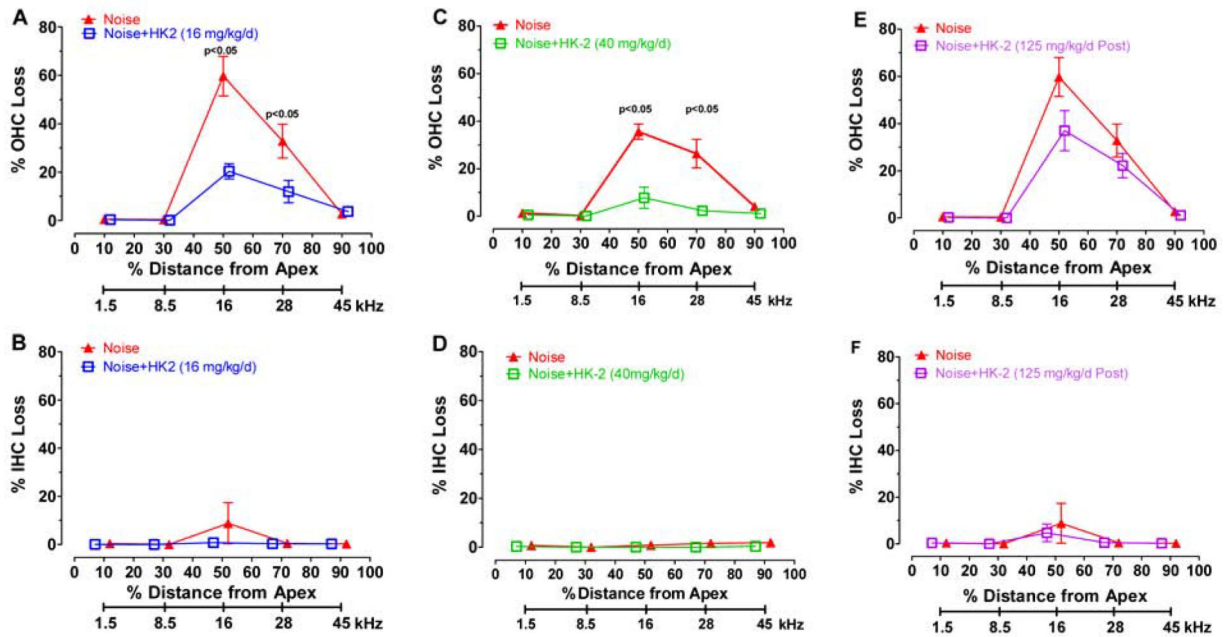 A
Noise
Noise+HK2 (16 mg/kg/d)
p<0.05
p<0.05
% OHC Loss
80
60
40
20
0
0 10 20 30 40 50 60 70 80 90 100
% Distance from Apex
1.5 8.5 16 28 45 kHz
C
Noise
Noise+HK-2 (40 mg/kg/d)
p<0.05 p<0.05
% OHC Loss
80
60
40
20
0
0 10 20 30 40 50 60 70 80 90 100
% Distance from Apex
1.5 8.5 16 28 45 kHz
E
Noise
Noise+HK-2 (125 mg/kg/d Post)
% OHC Loss
80
60
40
20
0
0 10 20 30 40 50 60 70 80 90 100
% Distance from Apex
1.5 8.5 16 28 45 kHz
B
Noise
Noise+HK2 (16 mg/kg/d)
% IHC Loss
80
60
40
20
0
0 10 20 30 40 50 60 70 80 90 100
% Distance from Apex
1.5 8.5 16 28 45 kHz
D
Noise
Noise+HK-2 (40mg/kg/d)
% IHC Loss
80
60
40
20
0
0 10 20 30 40 50 60 70 80 90 100
% Distance from Apex
1.5 8.5 16 28 45 kHz
F
Noise
Noise+HK-2 (125 mg/kg/d Post)
% IHC Loss
80
60
40
20
0
0 10 20 30 40 50 60 70 80 90 100
% Distance from Apex
1.5 8.5 16 28 45 kHz